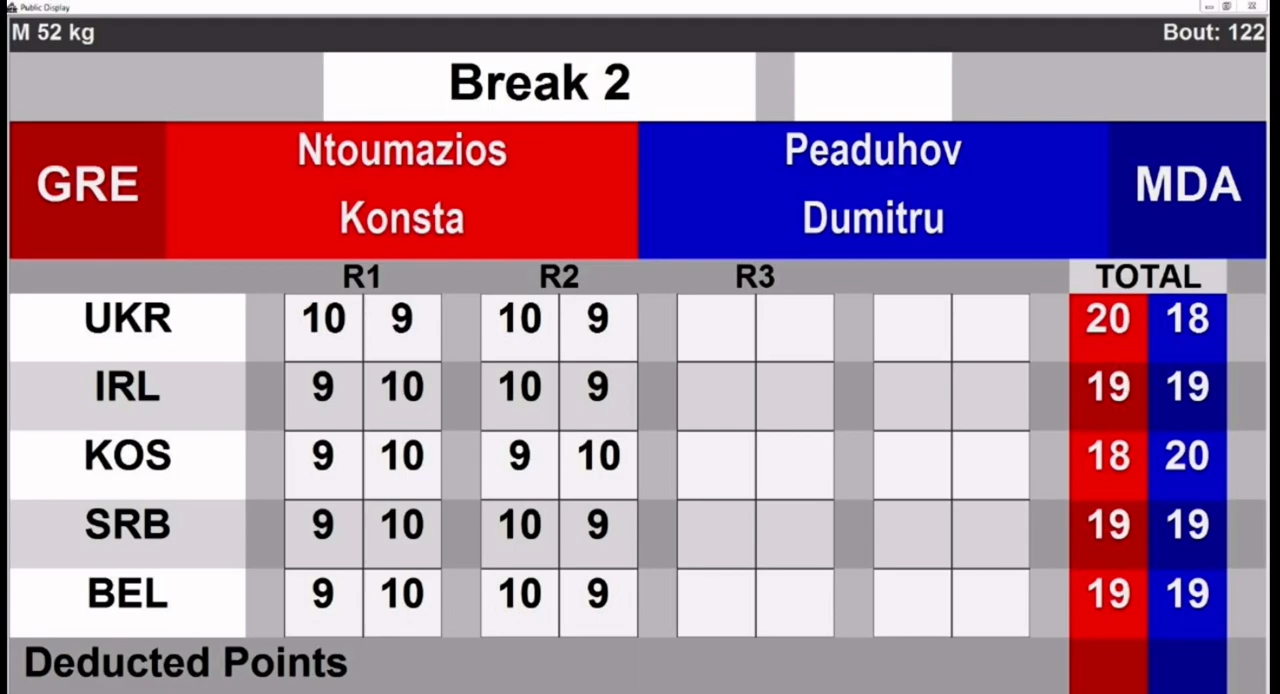 Public Display
M 52 kg Bout: 122
Break 2
GRE Ntoumazios Konsta Peaduhov Dumitru MDA
R1 R2 R3 TOTAL
UKR 10 9 10 9 20 18
IRL 9 10 10 9 19 19
KOS 9 10 9 10 18 20
SRB 9 10 10 9 19 19
BEL 9 10 10 9 19 19
Deducted Points